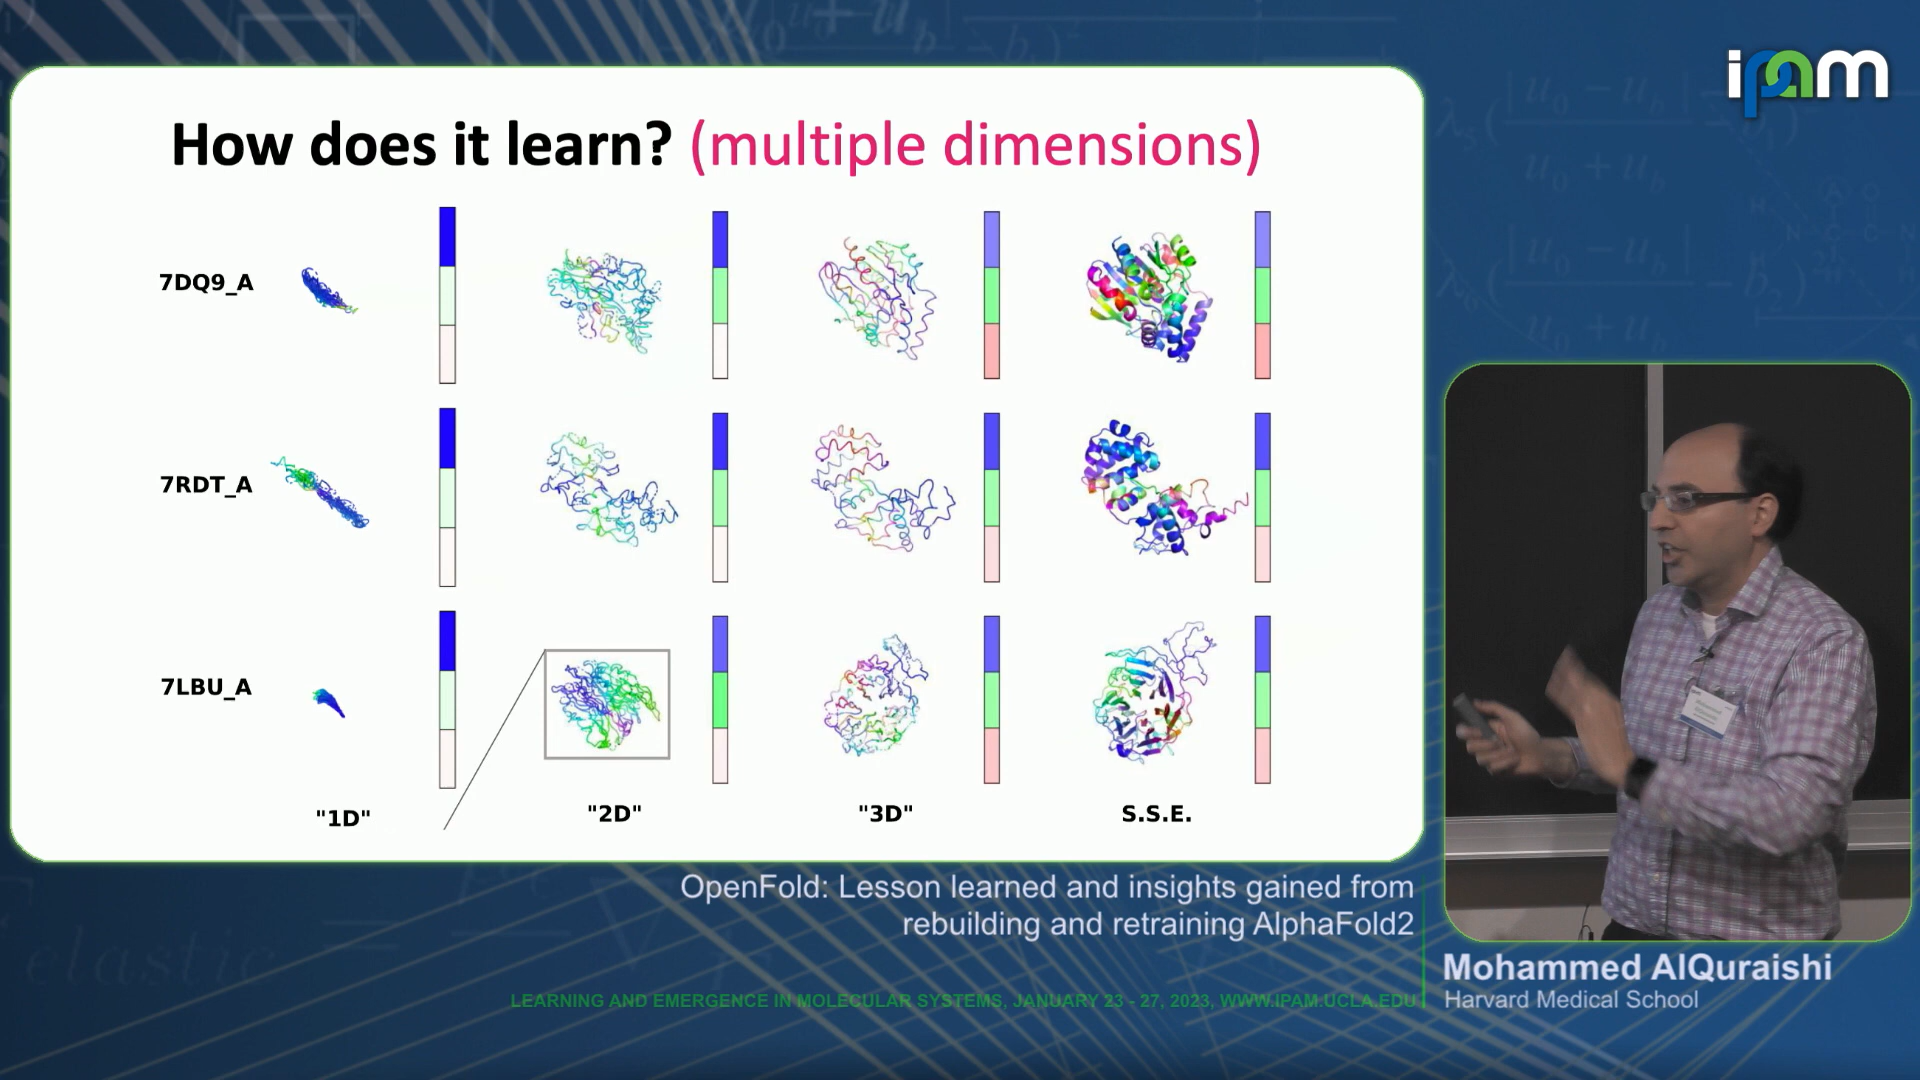 ipam
How does it learn? (multiple dimensions)
7DQ9_A
7RDT_A
7LBU_A
"1D" "2D" "3D" S.S.E.
OpenFold: Lesson learned and insights gained from
rebuilding and retraining AlphaFold2
Mohammed AlQuraishi
Harvard Medical School
LEARNING AND EMERGENCE IN MOLECULAR SYSTEMS, JANUARY 23 - 27, 2023, WWW.IPAM.UCLA.EDU
elastic